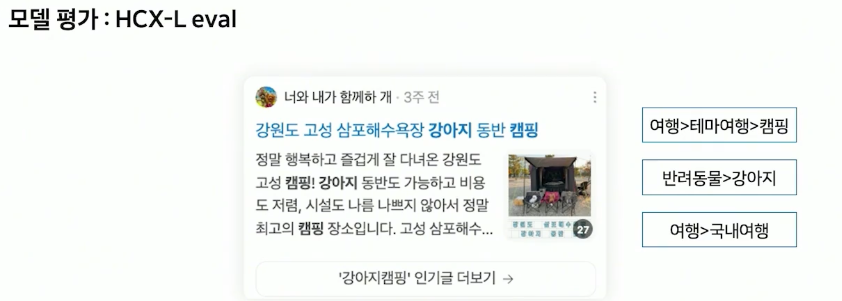 모델 평가 : HCX-L eval
너와 내가 함께하 개 · 3주 전
강원도 고성 삼포해수욕장 강아지 동반 캠핑
정말 행복하고 즐겁게 잘 다녀온 강원도
고성 캠핑! 강아지 동반도 가능하고 비용
도 저렴, 시설도 나름 나쁘지 않아서 정말
최고의 캠핑 장소입니다. 고성 삼포해수...
27
'강아지캠핑' 인기글 더보기 →
여행>테마여행>캠핑
반려동물>강아지
여행>국내여행